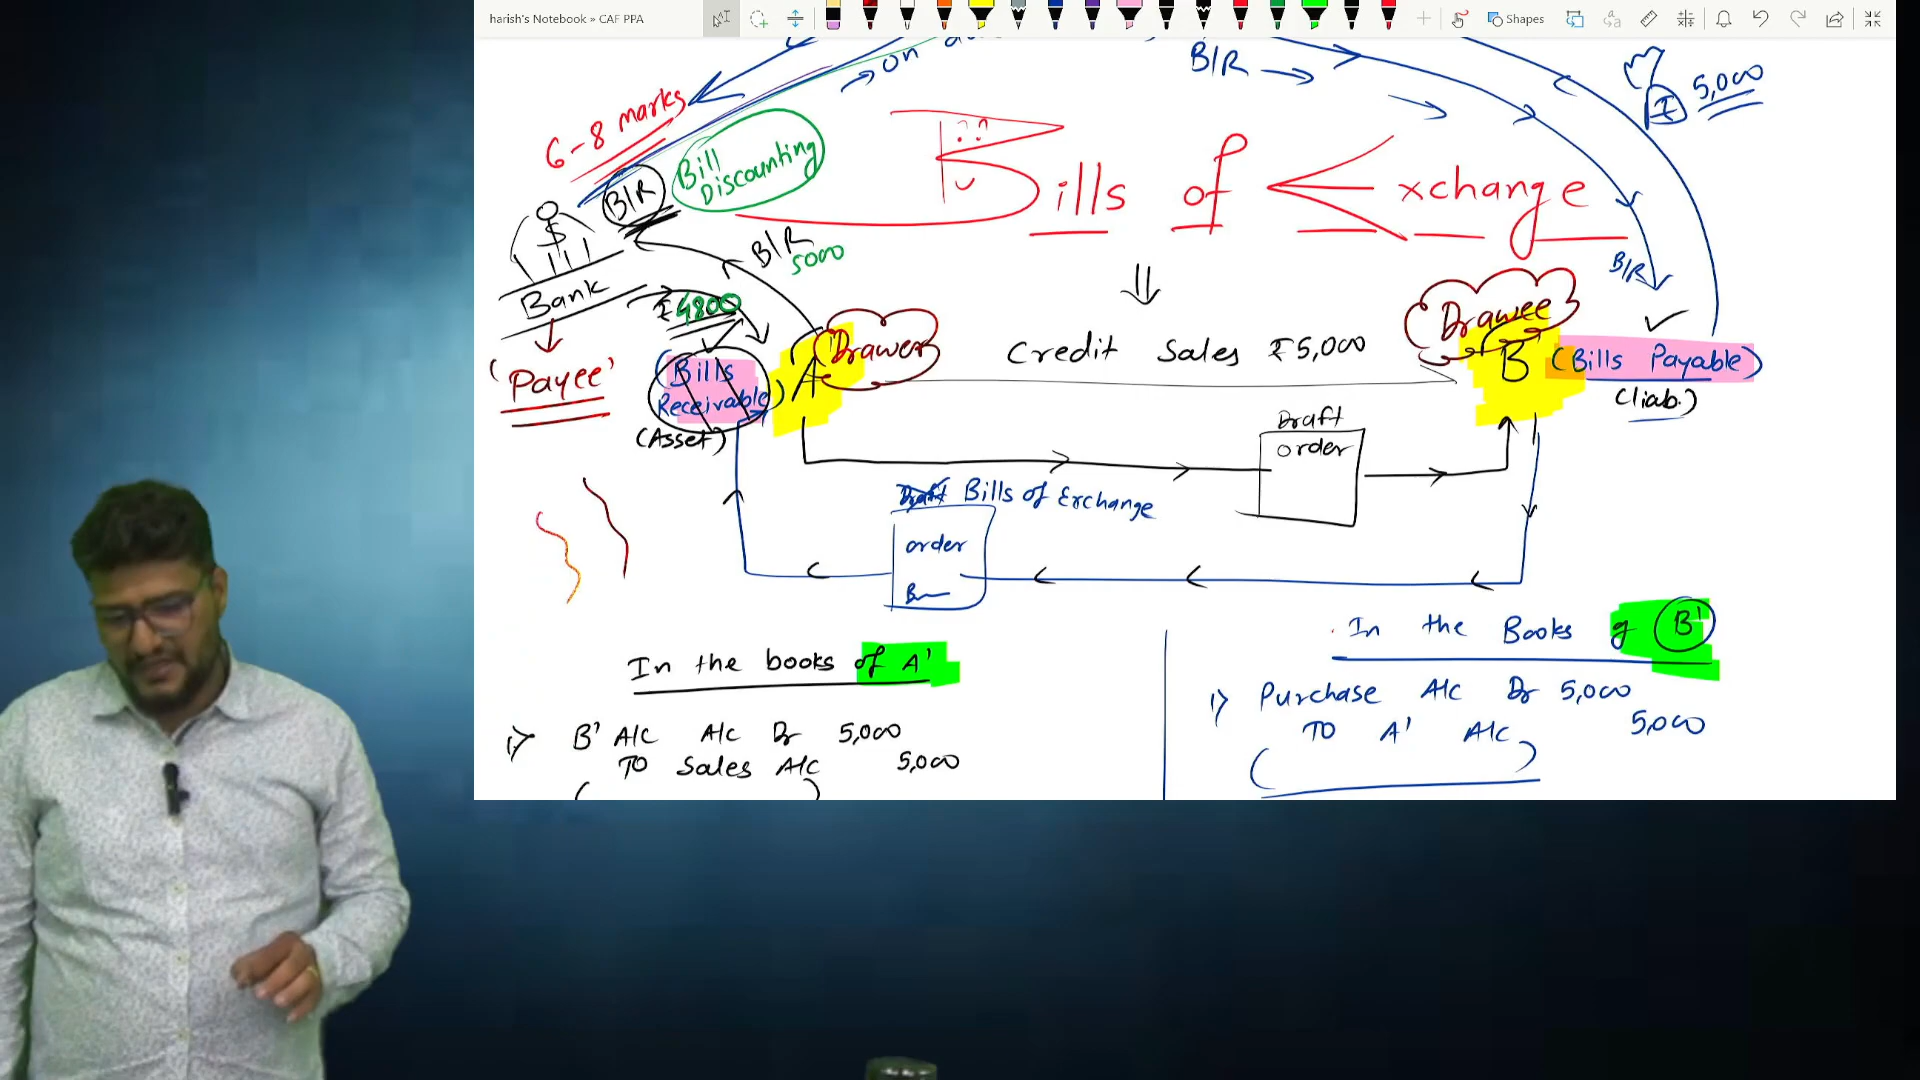 harish's Notebook » CAF PPA
Shapes
6-8 marks
on
B/R
5,000
Bill
Discounting
B/R
Bills of Exchange
B/R
5000
B/R
Bank
₹ 4800
Drawer
Drawee
Credit Sales ₹5,000
A
B
(Bills Payable)
(liab.)
'Payee'
(Bills
Receivable)
(Asset)
Draft
order
Draft Bills of Exchange
order
B
In the books of A'
1) B' A/c A/c Dr 5,000
To Sales A/c 5,000
In the Books of B'
1) Purchase A/c Dr 5,000
To A' A/c 5,000